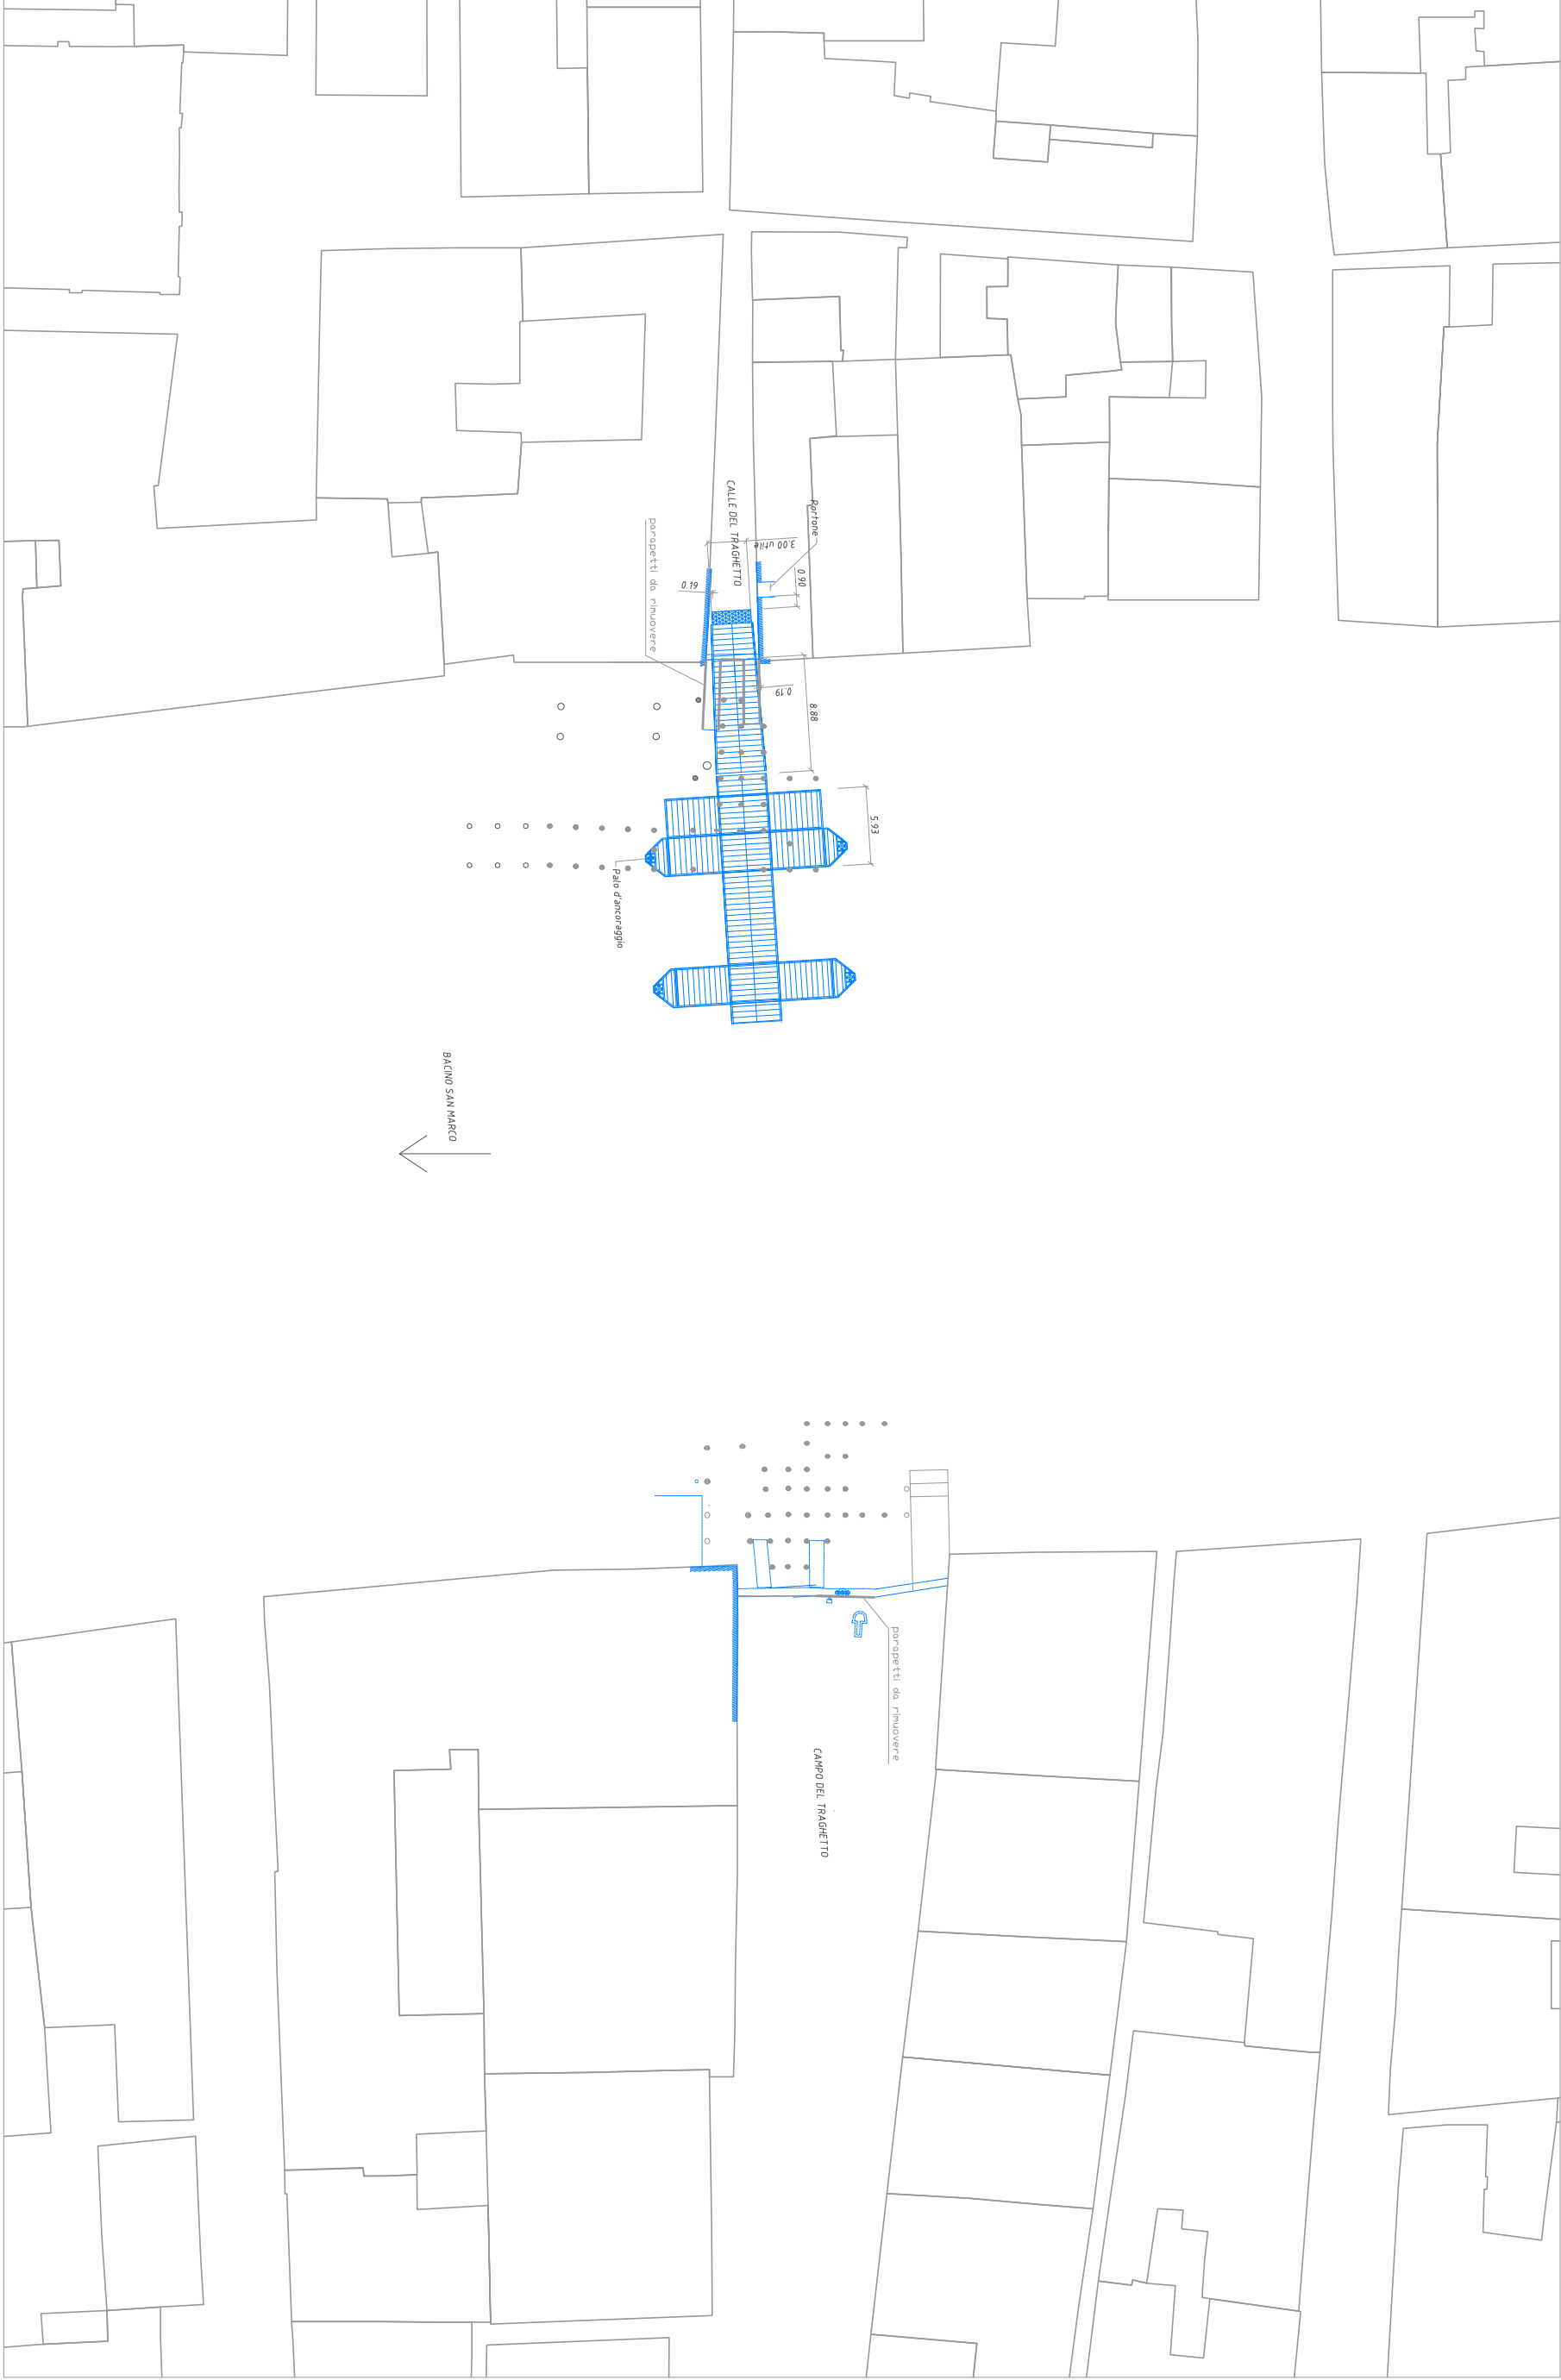 CALLE DEL TRAGHETTO
Portone
parapetti da rimuovere
3.00 utile
0.90
0.19
0.19
8.88
5.93
Palo d'ancoraggio
BACINO SAN MARCO
parapetti da rimuovere
CAMPO DEL TRAGHETTO